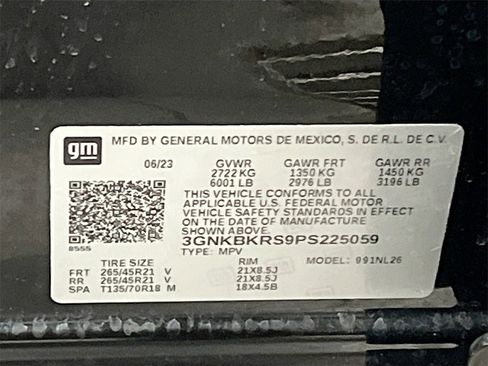 gm MFD BY GENERAL MOTORS DE MEXICO, S. DE R.L. DE C.V.
06/23 GVWR GAWR FRT GAWR RR
2722 KG 1350 KG 1450 KG
6001 LB 2976 LB 3196 LB
THIS VEHICLE CONFORMS TO ALL
APPLICABLE U.S. FEDERAL MOTOR
VEHICLE SAFETY STANDARDS IN EFFECT
ON THE DATE OF MANUFACTURE
SHOWN ABOVE.
3GNKBKRS9PS225059
8555
TYPE: MPV
TIRE SIZE RIM MODEL: 991NL26
FRT 265/45R21 V 21X8.5J
RR 265/45R21 V 21X8.5J
SPA T135/70R18 M 18X4.5B